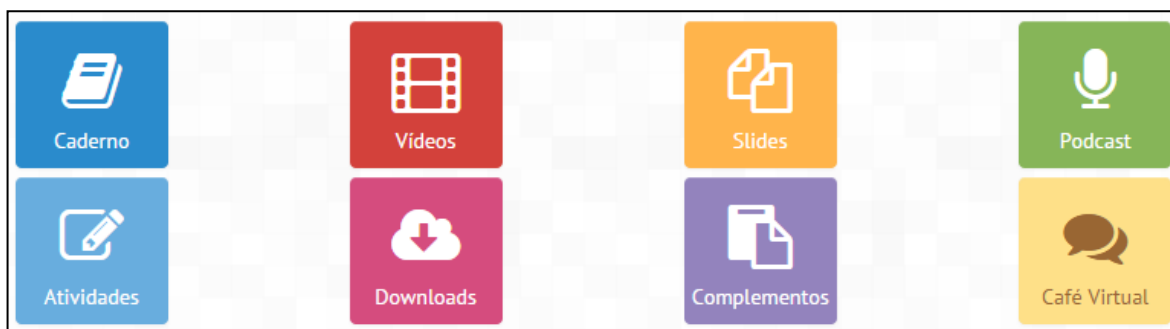 Caderno
Vídeos
Slides
Podcast
Atividades
Downloads
Complementos
Café Virtual